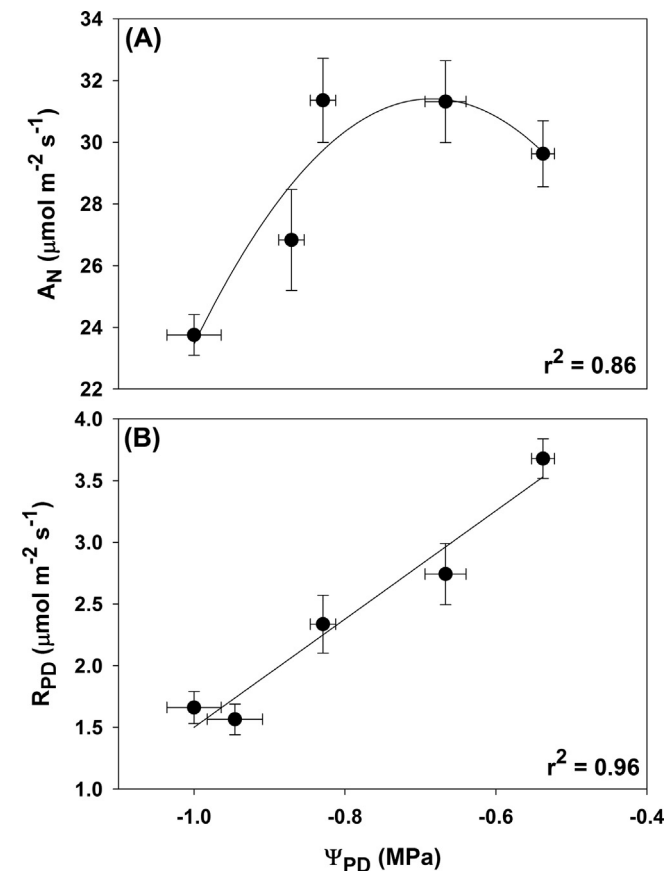 (A)
34
32
30
28
26
24
22
A_N (μmol m^-2 s^-1)
r^2 = 0.86
(B)
4.0
3.5
3.0
2.5
2.0
1.5
1.0
R_PD (μmol m^-2 s^-1)
r^2 = 0.96
-1.0 -0.8 -0.6 -0.4
Ψ_PD (MPa)